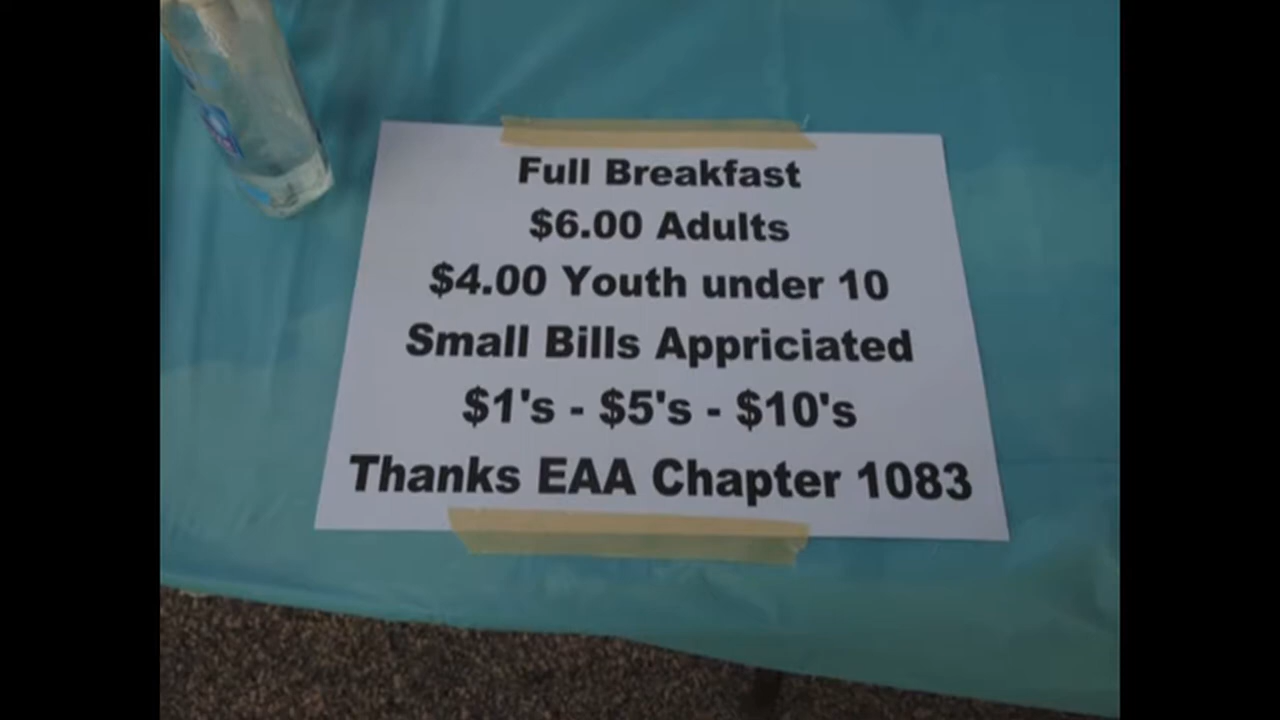 Full Breakfast
$6.00 Adults
$4.00 Youth under 10
Small Bills Appriciated
$1's - $5's - $10's
Thanks EAA Chapter 1083